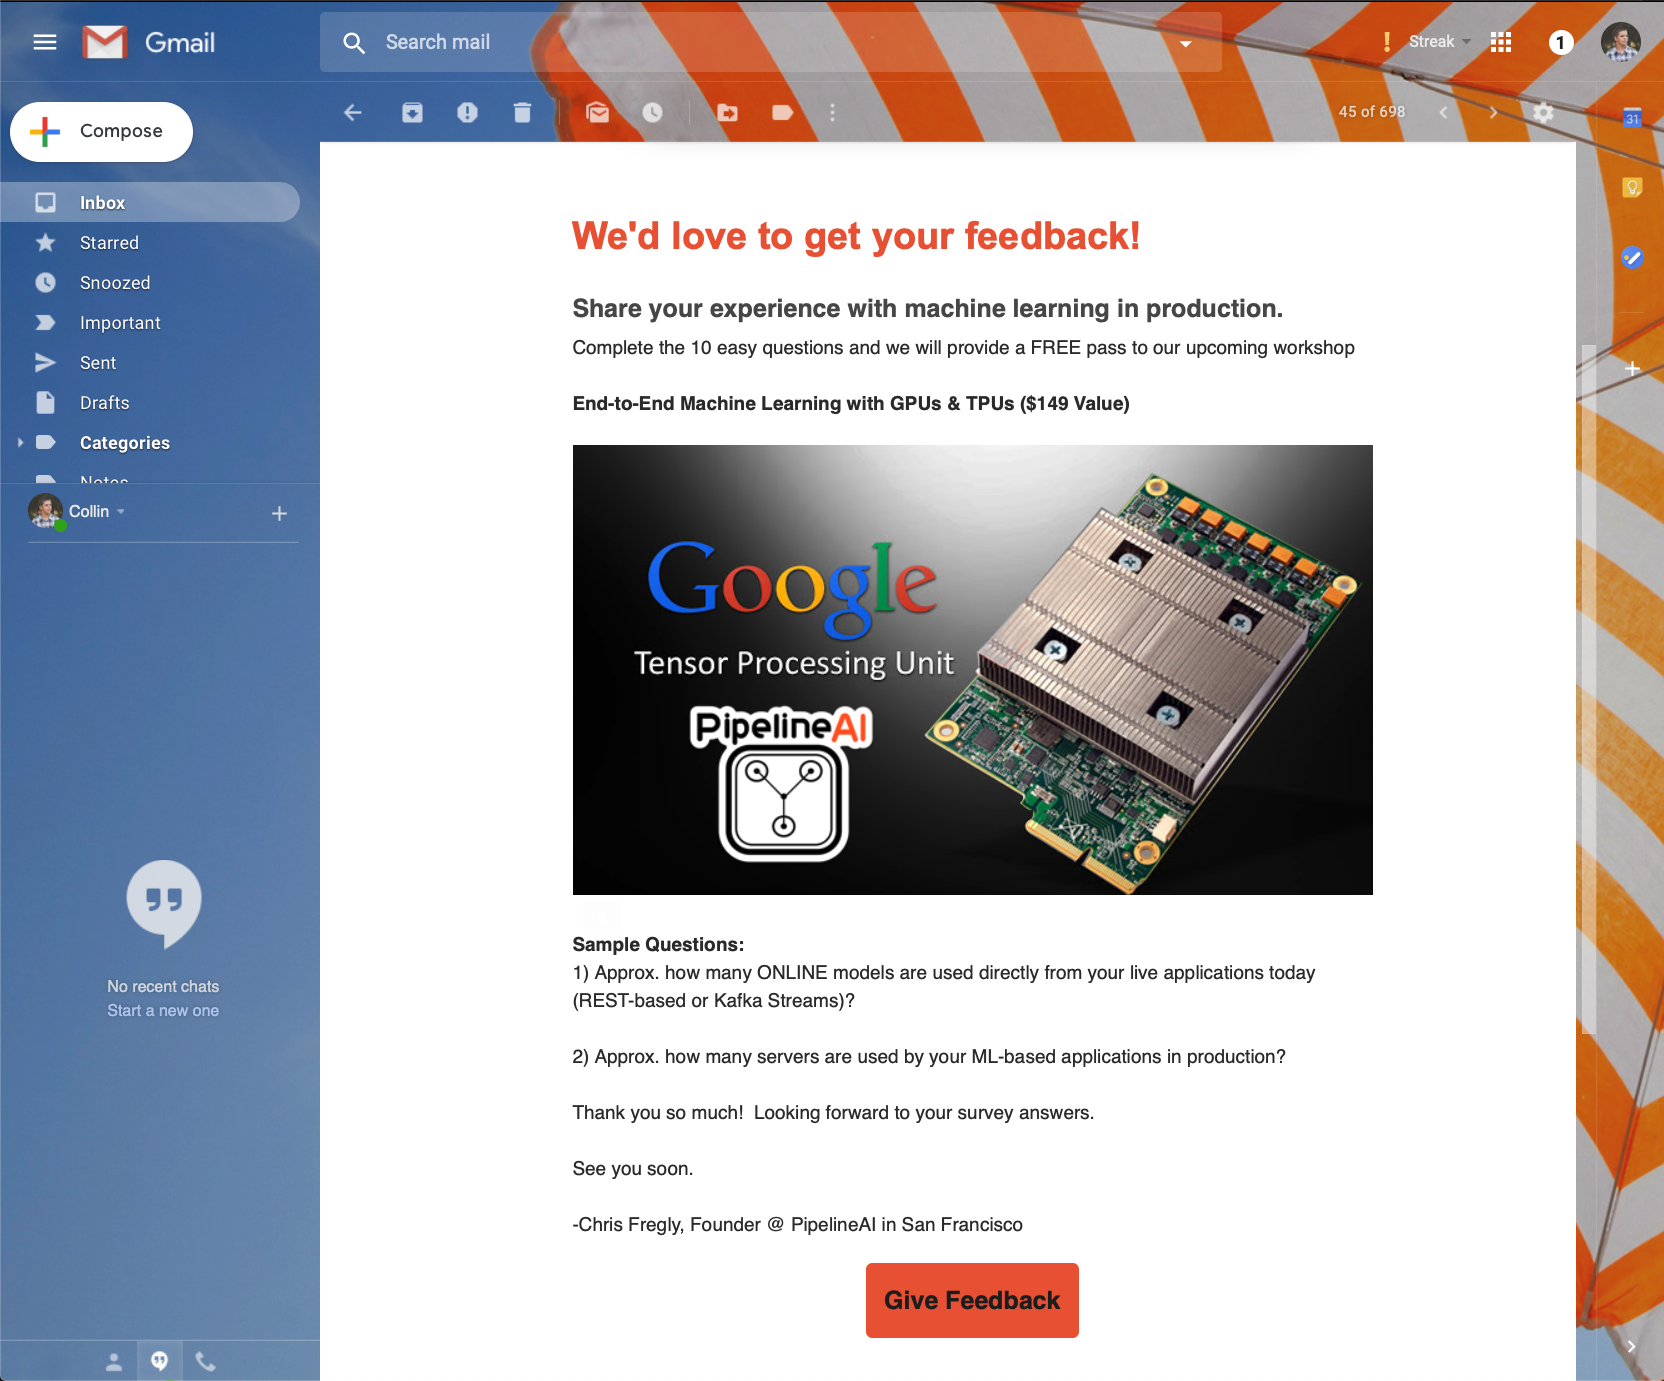 Gmail
Search mail
Streak
1
Compose
45 of 698
31
Inbox
Starred
Snoozed
Important
Sent
Drafts
Categories
Notes
Collin
No recent chats
Start a new one
We'd love to get your feedback!
Share your experience with machine learning in production.
Complete the 10 easy questions and we will provide a FREE pass to our upcoming workshop
End-to-End Machine Learning with GPUs & TPUs ($149 Value)
Google
Tensor Processing Unit
PipelineAI
Sample Questions:
1) Approx. how many ONLINE models are used directly from your live applications today
(REST-based or Kafka Streams)?
2) Approx. how many servers are used by your ML-based applications in production?
Thank you so much!  Looking forward to your survey answers.
See you soon.
-Chris Fregly, Founder @ PipelineAI in San Francisco
Give Feedback